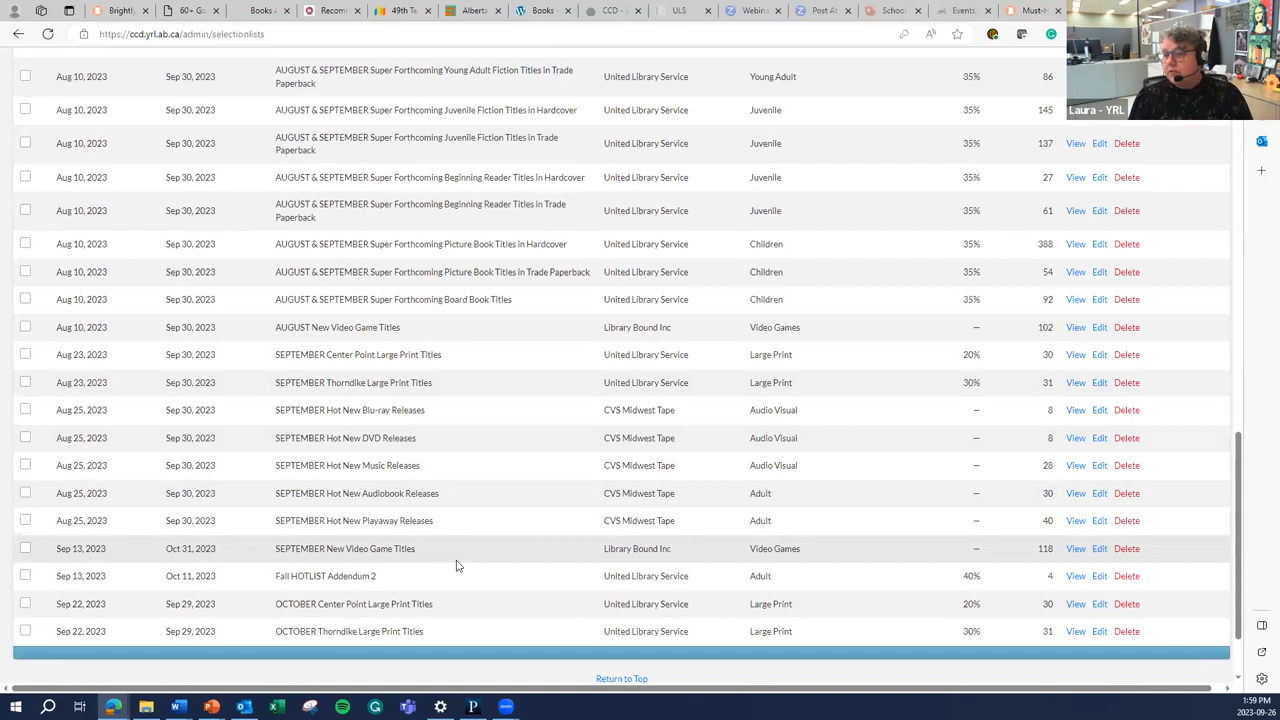 Brightly
60+ Ga
Books A
Recom
49th Te
Alberta
Books -
CCD - L
ULS
Webina
Post At
School
Events.
Must-H
https://ccd.yrl.ab.ca/admin/selectionlists
Laura - YRL
Aug 10, 2023 Sep 30, 2023 AUGUST & SEPTEMBER Super Forthcoming Young Adult Fiction Titles in Trade Paperback United Library Service Young Adult 35% 86
Aug 10, 2023 Sep 30, 2023 AUGUST & SEPTEMBER Super Forthcoming Juvenile Fiction Titles in Hardcover United Library Service Juvenile 35% 145
Aug 10, 2023 Sep 30, 2023 AUGUST & SEPTEMBER Super Forthcoming Juvenile Fiction Titles in Trade Paperback United Library Service Juvenile 35% 137 View Edit Delete
Aug 10, 2023 Sep 30, 2023 AUGUST & SEPTEMBER Super Forthcoming Beginning Reader Titles in Hardcover United Library Service Juvenile 35% 27 View Edit Delete
Aug 10, 2023 Sep 30, 2023 AUGUST & SEPTEMBER Super Forthcoming Beginning Reader Titles in Trade Paperback United Library Service Juvenile 35% 61 View Edit Delete
Aug 10, 2023 Sep 30, 2023 AUGUST & SEPTEMBER Super Forthcoming Picture Book Titles in Hardcover United Library Service Children 35% 388 View Edit Delete
Aug 10, 2023 Sep 30, 2023 AUGUST & SEPTEMBER Super Forthcoming Picture Book Titles in Trade Paperback United Library Service Children 35% 54 View Edit Delete
Aug 10, 2023 Sep 30, 2023 AUGUST & SEPTEMBER Super Forthcoming Board Book Titles United Library Service Children 35% 92 View Edit Delete
Aug 10, 2023 Sep 30, 2023 AUGUST New Video Game Titles Library Bound Inc Video Games — 102 View Edit Delete
Aug 23, 2023 Sep 30, 2023 SEPTEMBER Center Point Large Print Titles United Library Service Large Print 20% 30 View Edit Delete
Aug 23, 2023 Sep 30, 2023 SEPTEMBER Thorndike Large Print Titles United Library Service Large Print 30% 31 View Edit Delete
Aug 25, 2023 Sep 30, 2023 SEPTEMBER Hot New Blu-ray Releases CVS Midwest Tape Audio Visual — 8 View Edit Delete
Aug 25, 2023 Sep 30, 2023 SEPTEMBER Hot New DVD Releases CVS Midwest Tape Audio Visual — 8 View Edit Delete
Aug 25, 2023 Sep 30, 2023 SEPTEMBER Hot New Music Releases CVS Midwest Tape Audio Visual — 28 View Edit Delete
Aug 25, 2023 Sep 30, 2023 SEPTEMBER Hot New Audiobook Releases CVS Midwest Tape Adult — 30 View Edit Delete
Aug 25, 2023 Sep 30, 2023 SEPTEMBER Hot New Playaway Releases CVS Midwest Tape Adult — 40 View Edit Delete
Sep 13, 2023 Oct 31, 2023 SEPTEMBER New Video Game Titles Library Bound Inc Video Games — 118 View Edit Delete
Sep 13, 2023 Oct 11, 2023 Fall HOTLIST Addendum 2 United Library Service Adult 40% 4 View Edit Delete
Sep 22, 2023 Sep 29, 2023 OCTOBER Center Point Large Print Titles United Library Service Large Print 20% 30 View Edit Delete
Sep 22, 2023 Sep 29, 2023 OCTOBER Thorndike Large Print Titles United Library Service Large Print 30% 31 View Edit Delete
Return to Top
1:59 PM
2023-09-26